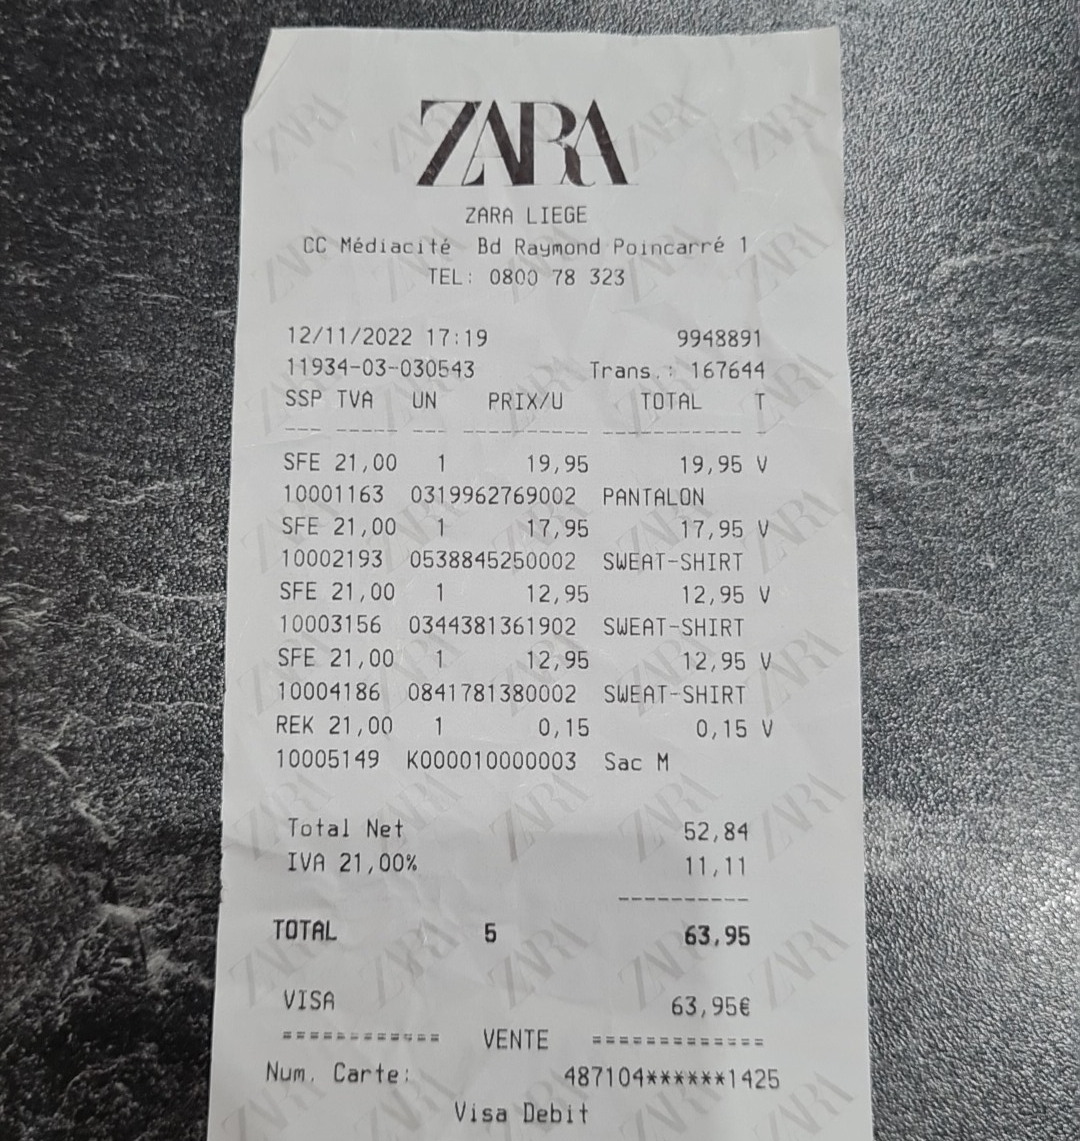 ZARA
ZARA LIEGE
CC Médiacité Bd Raymond Poincarré 1
TEL: 0800 78 323
12/11/2022 17:19 9948891
11934-03-030543 Trans.: 167644
SSP TVA UN PRIX/U TOTAL T
--- ----- --- ---------- ----------- -
SFE 21,00 1 19,95 19,95 V
10001163 0319962769002 PANTALON
SFE 21,00 1 17,95 17,95 V
10002193 0538845250002 SWEAT-SHIRT
SFE 21,00 1 12,95 12,95 V
10003156 0344381361902 SWEAT-SHIRT
SFE 21,00 1 12,95 12,95 V
10004186 0841781380002 SWEAT-SHIRT
REK 21,00 1 0,15 0,15 V
10005149 K000010000003 Sac M
Total Net 52,84
IVA 21,00% 11,11
----------
TOTAL 5 63,95
VISA 63,95€
============ VENTE =============
Num. Carte: 487104******1425
Visa Debit